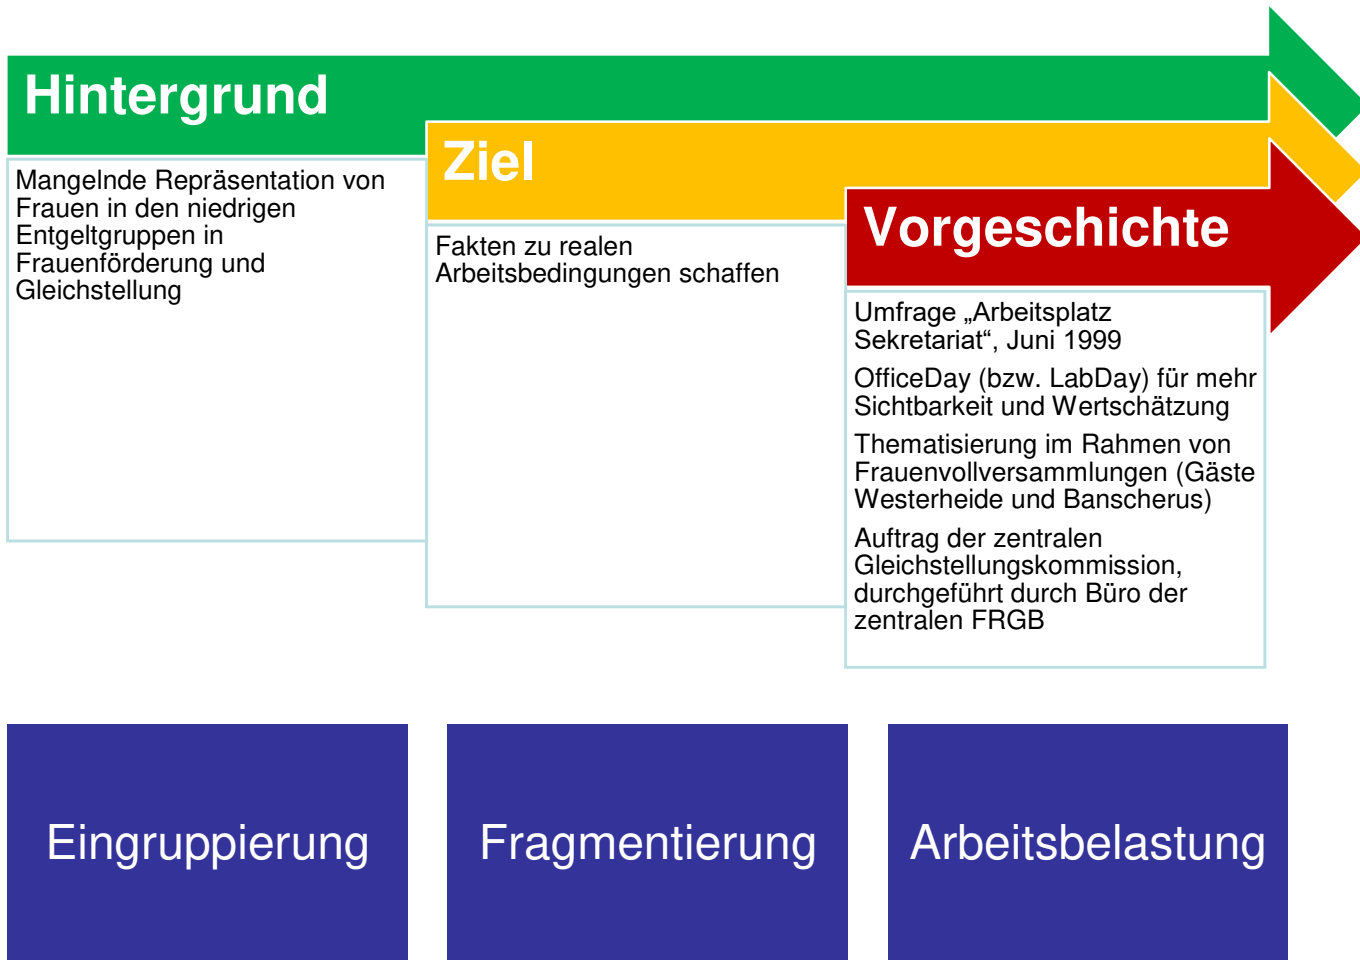 Hintergrund
Mangelnde Repräsentation von
Frauen in den niedrigen
Entgeltgruppen in
Frauenförderung und
Gleichstellung
Ziel
Fakten zu realen
Arbeitsbedingungen schaffen
Vorgeschichte
Umfrage „Arbeitsplatz
Sekretariat“, Juni 1999
OfficeDay (bzw. LabDay) für mehr
Sichtbarkeit und Wertschätzung
Thematisierung im Rahmen von
Frauenvollversammlungen (Gäste
Westerheide und Banscherus)
Auftrag der zentralen
Gleichstellungskommission,
durchgeführt durch Büro der
zentralen FRGB
Eingruppierung
Fragmentierung
Arbeitsbelastung